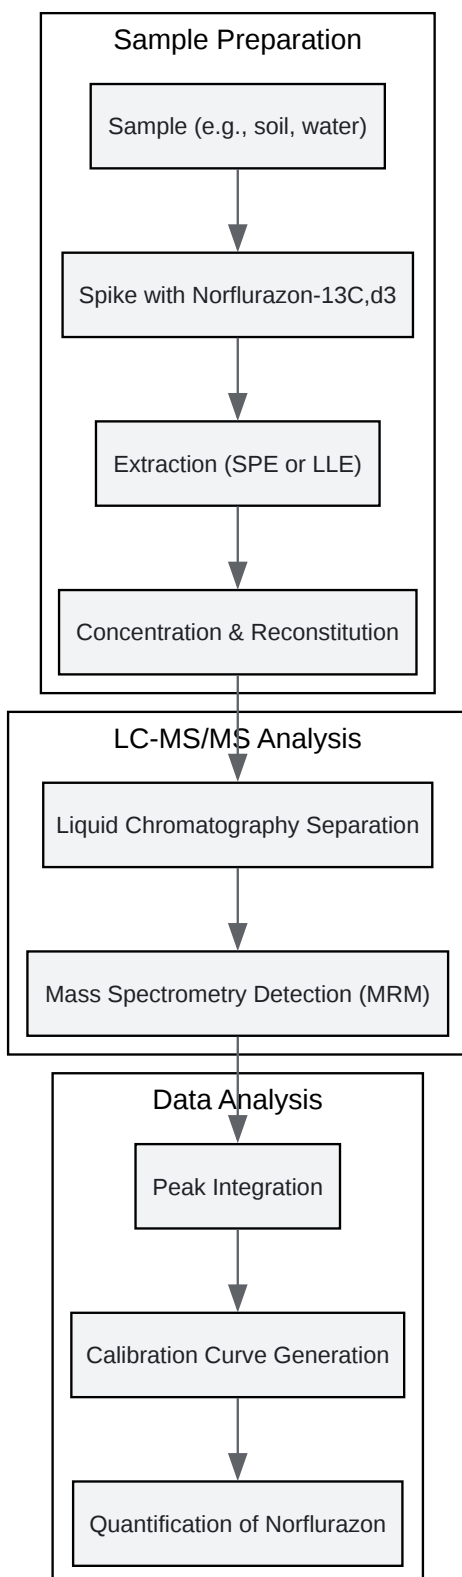 Sample Preparation
Sample (e.g., soil, water)
Spike with Norflurazon-13C,d3
Extraction (SPE or LLE)
Concentration & Reconstitution
LC-MS/MS Analysis
Liquid Chromatography Separation
Mass Spectrometry Detection (MRM)
Data Analysis
Peak Integration
Calibration Curve Generation
Quantification of Norflurazon